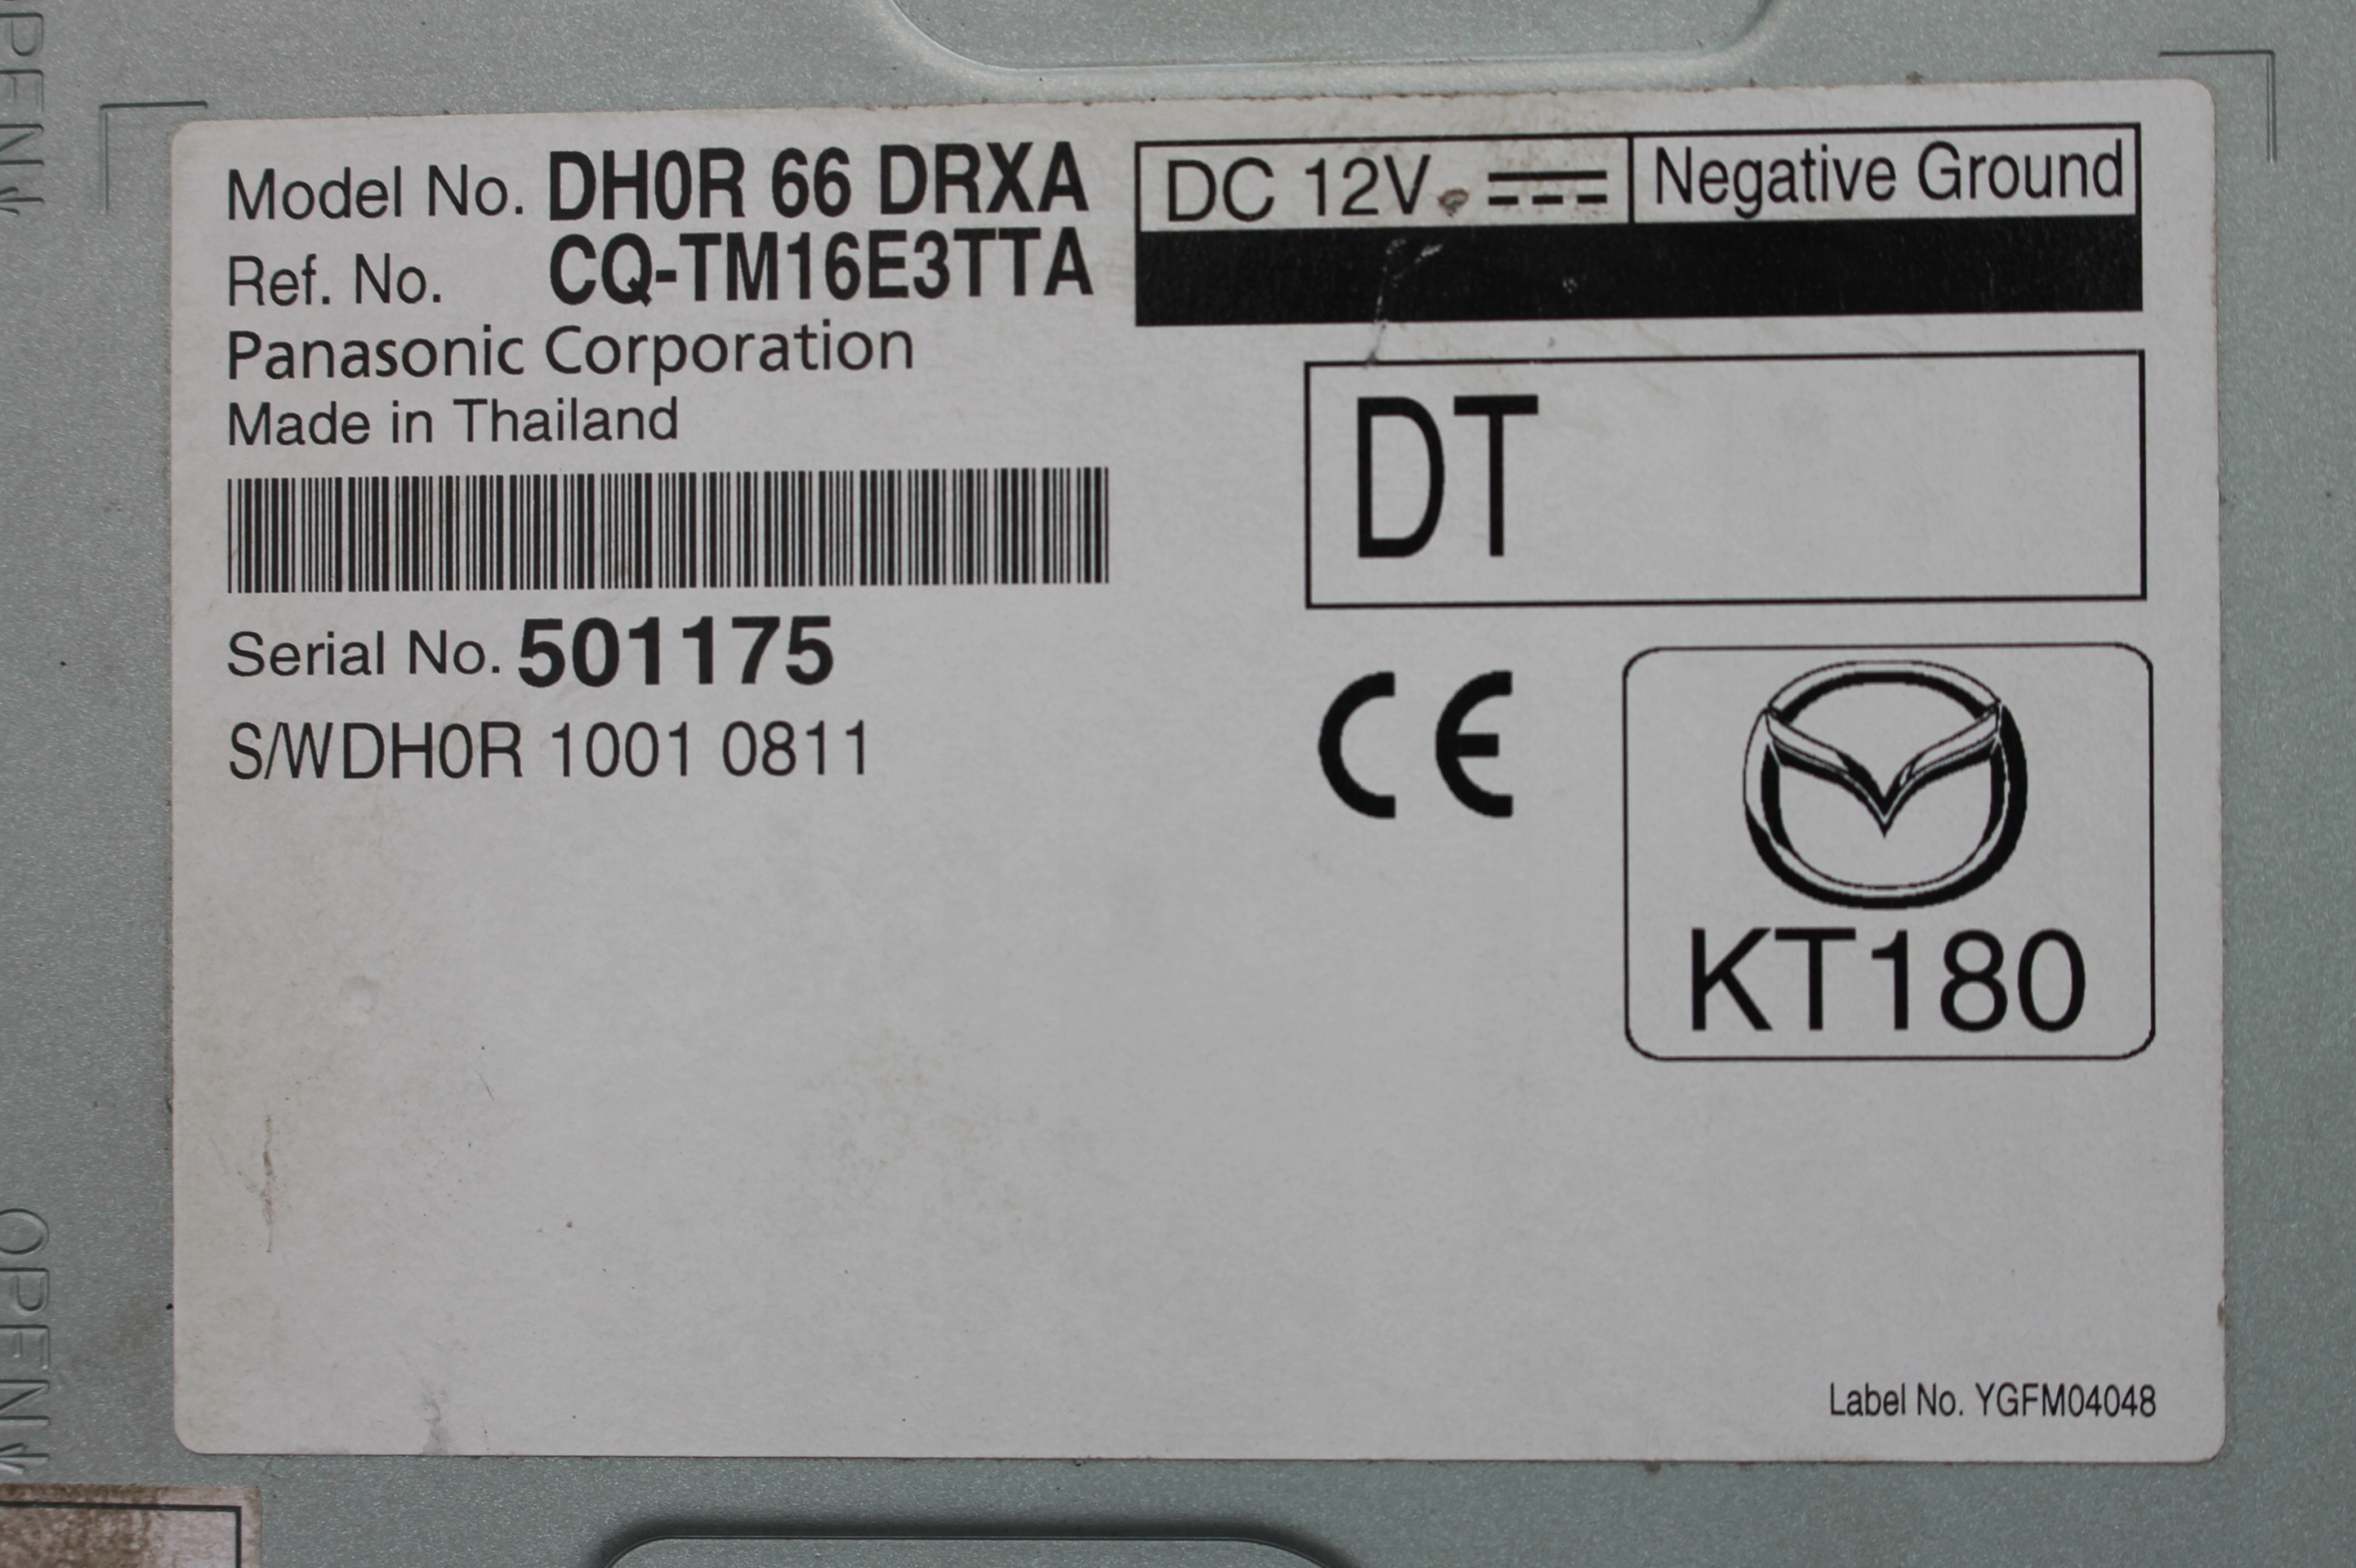 Model No. DH0R 66 DRXA
Ref. No. CQ-TM16E3TTA
Panasonic Corporation
Made in Thailand
Serial No. 501175
S/WDH0R 1001 0811
DC 12V
Negative Ground
DT
CE
KT180
Label No. YGFM04048
OPEN
OPEN